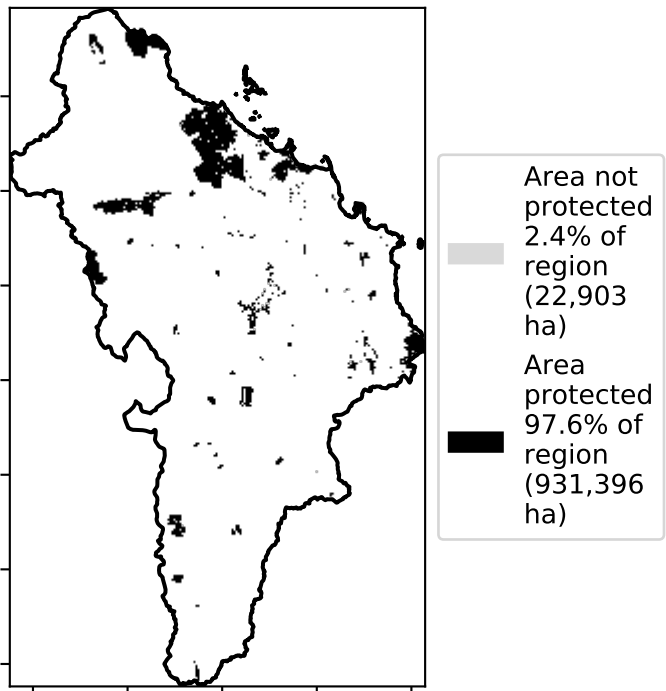 Area not
protected
2.4% of
region
(22,903
ha)
Area
protected
97.6% of
region
(931,396
ha)